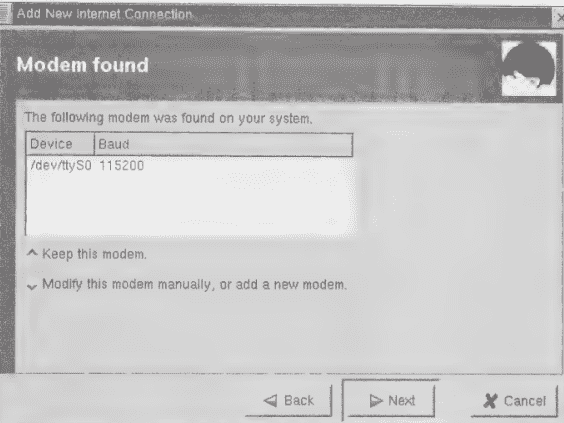 Add New Internet Connection
Modem found
The following modem was found on your system.
Device Baud
/dev/ttyS0 115200
Keep this modem.
Modify this modem manually, or add a new modem.
Back Next Cancel